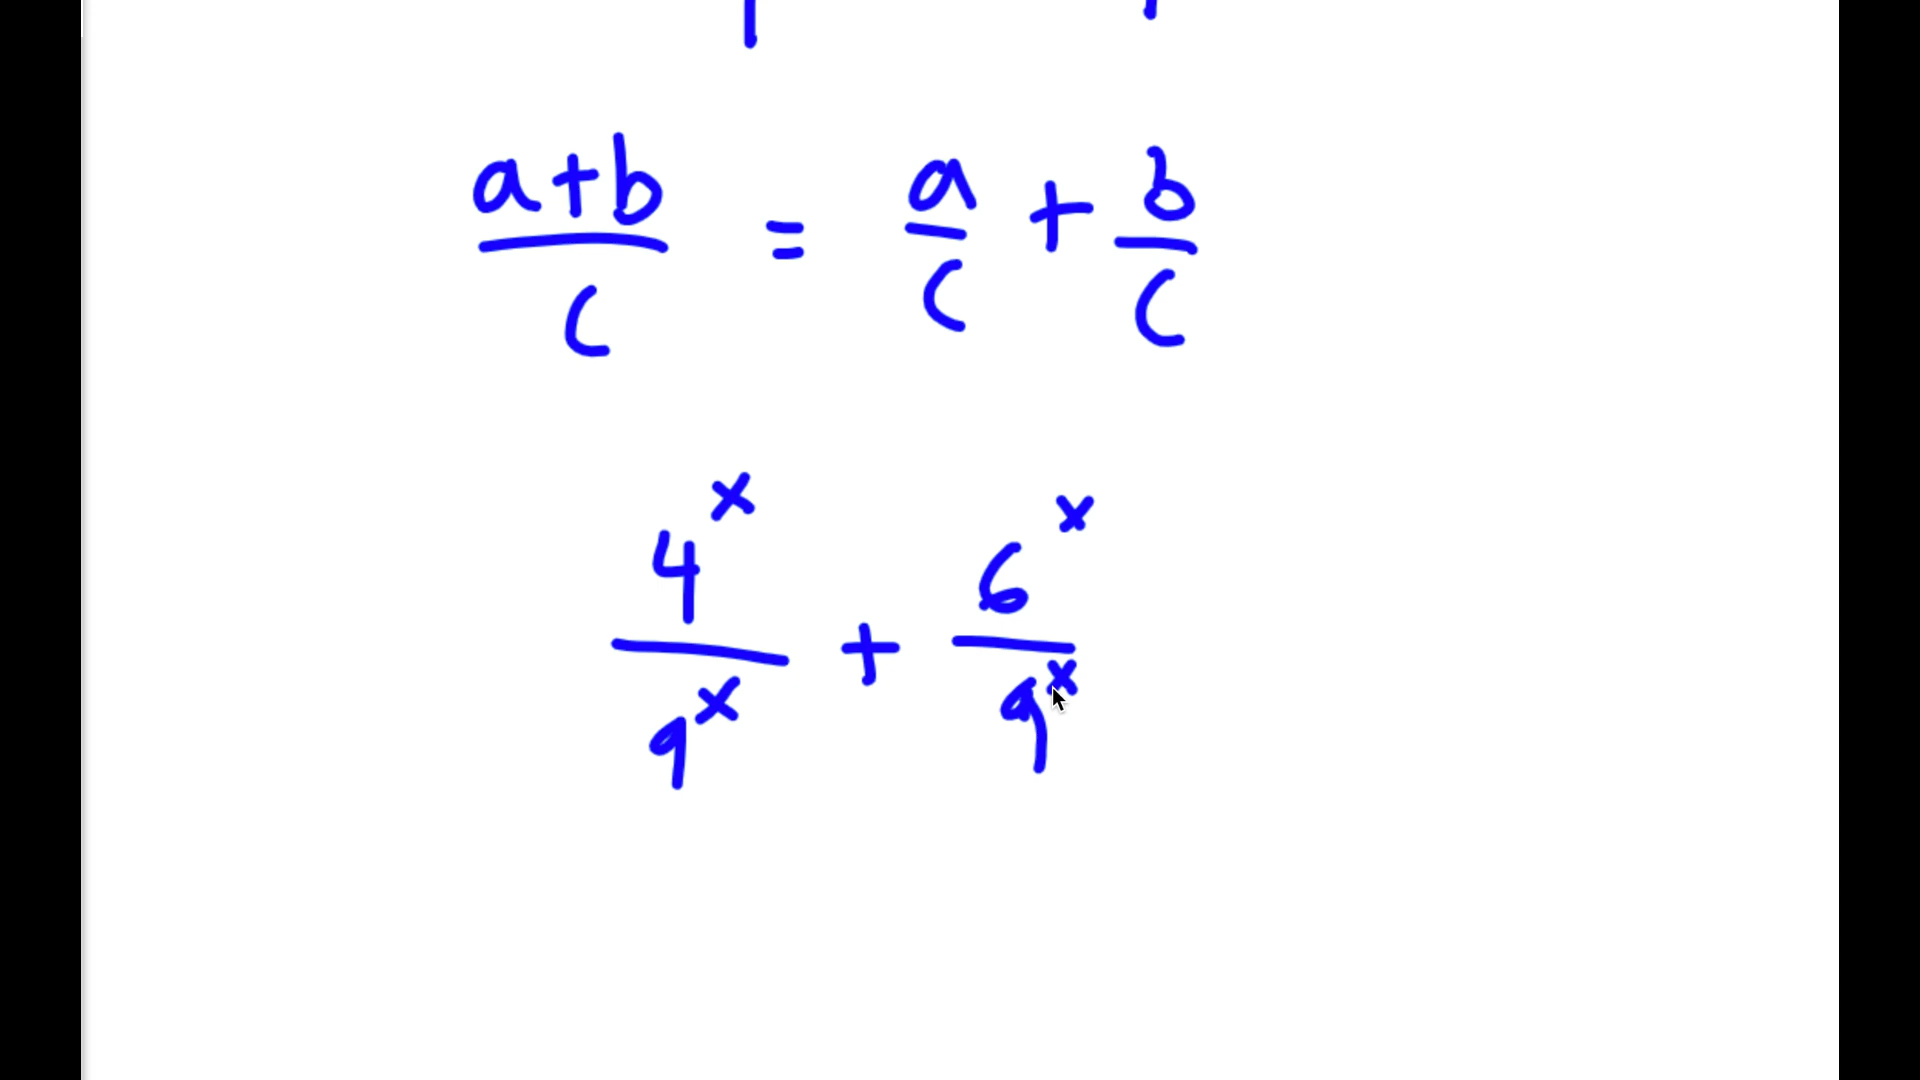 (a+b)/c = a/c + b/c
4^x/9^x + 6^x/9^x